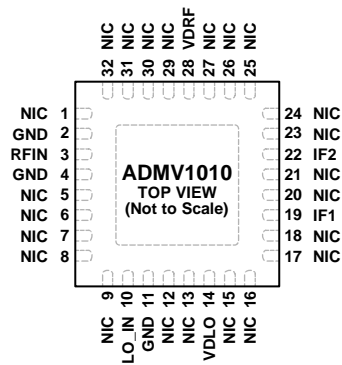 32 NIC
31 NIC
30 NIC
29 NIC
28 VDRF
27 NIC
26 NIC
25 NIC
NIC 1
GND 2
RFIN 3
GND 4
NIC 5
NIC 6
NIC 7
NIC 8
ADMV1010
TOP VIEW
(Not to Scale)
24 NIC
23 NIC
22 IF2
21 NIC
20 NIC
19 IF1
18 NIC
17 NIC
NIC 9
LO_IN 10
GND 11
NIC 12
NIC 13
VDLO 14
NIC 15
NIC 16